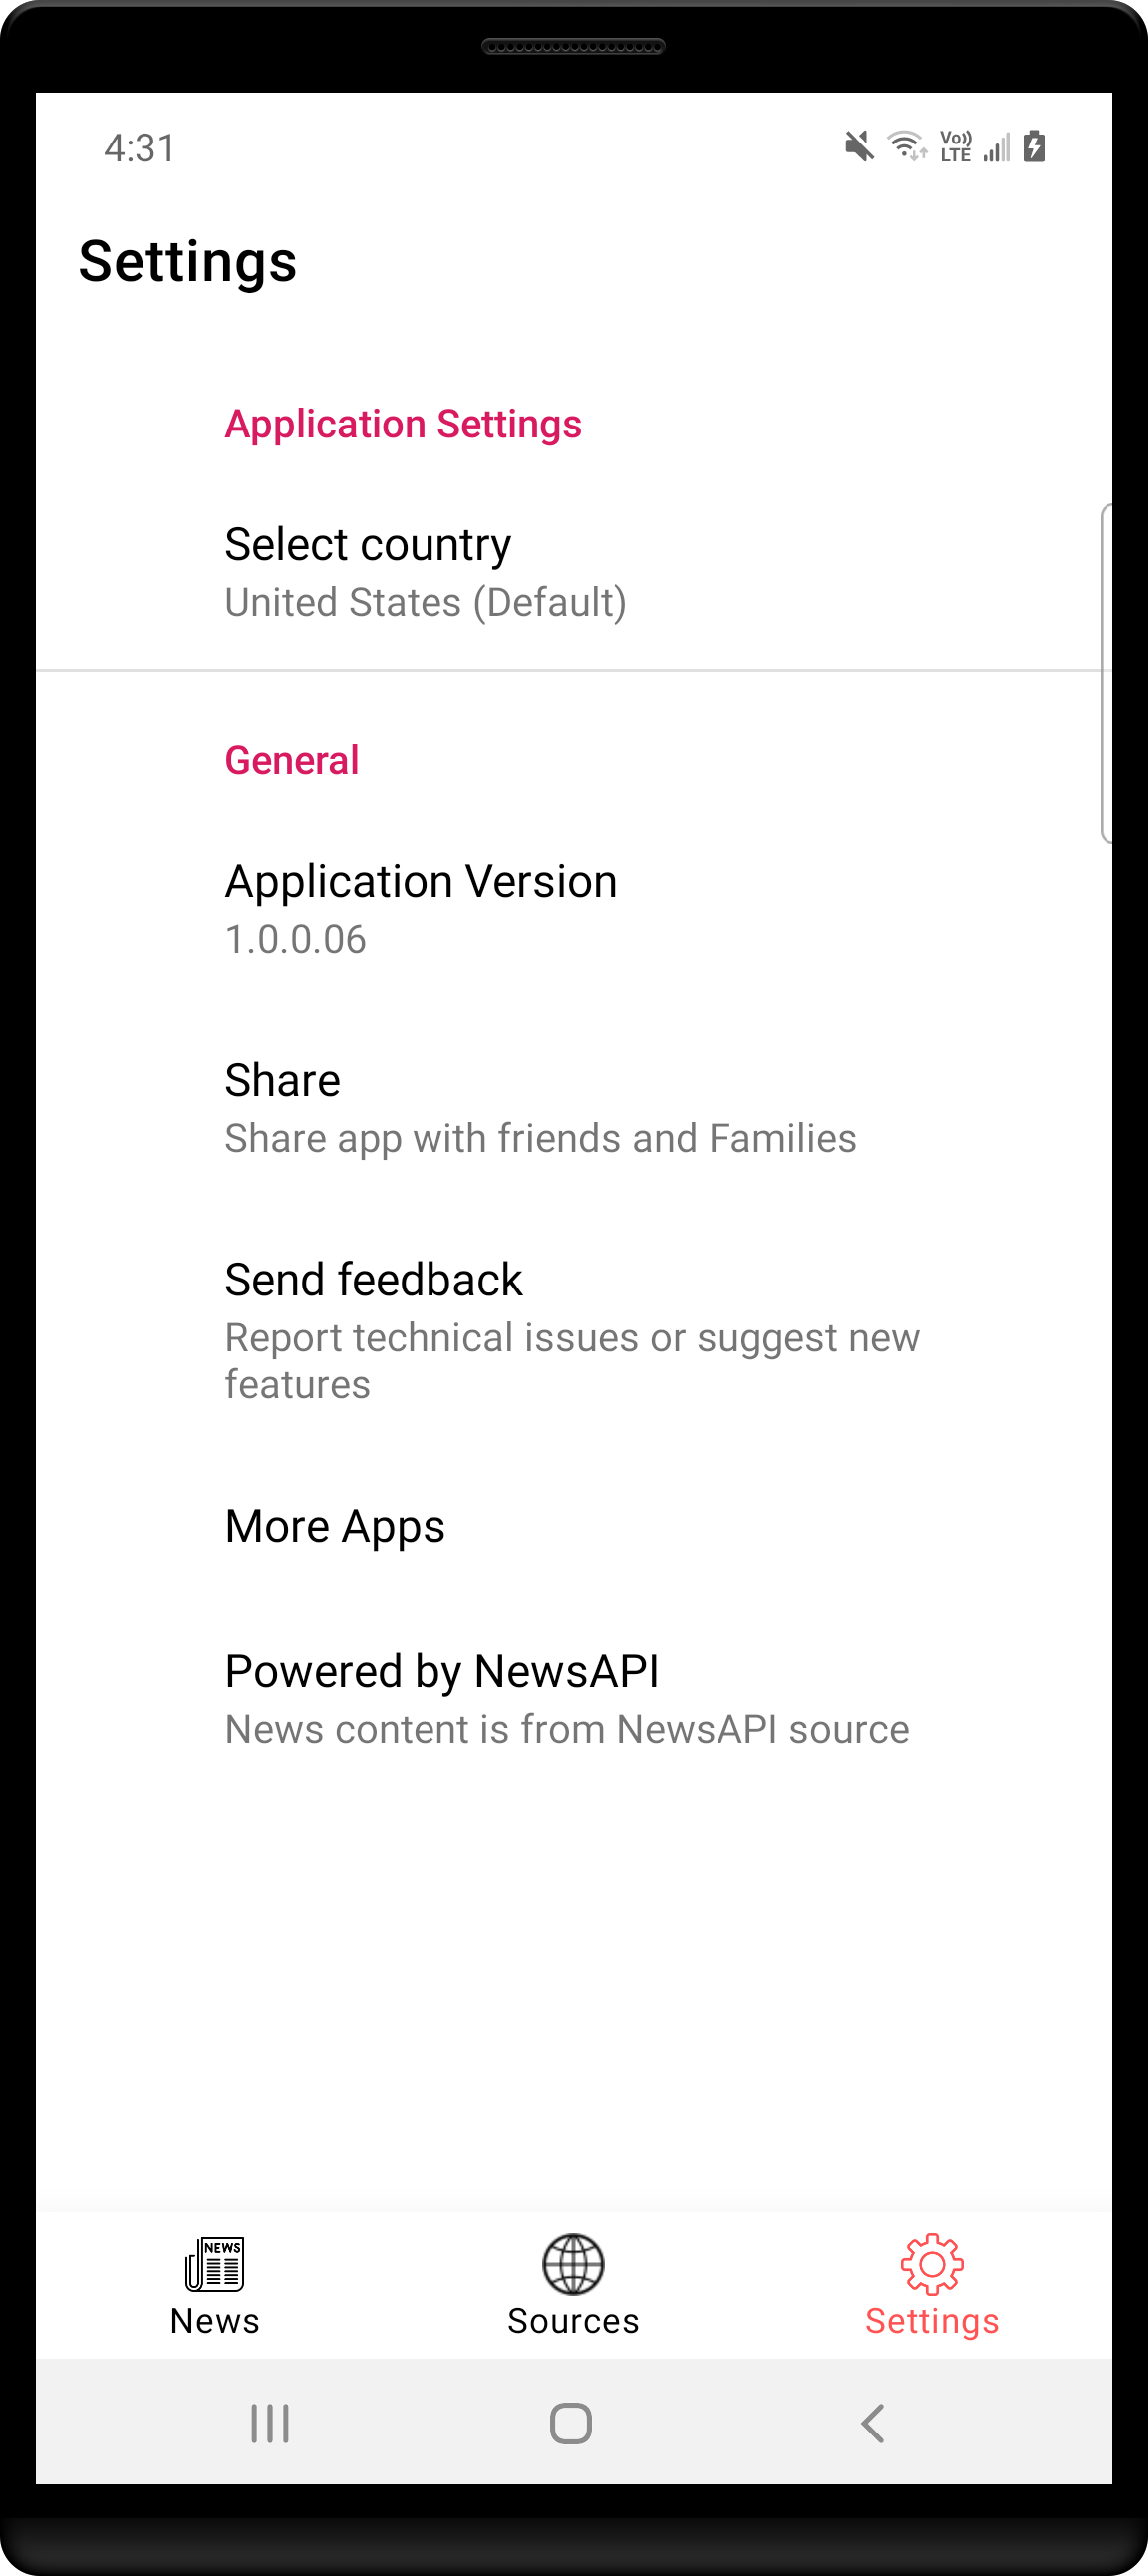 4:31
Vo)) LTE
Settings
Application Settings
Select country
United States (Default)
General
Application Version
1.0.0.06
Share
Share app with friends and Families
Send feedback
Report technical issues or suggest new
features
More Apps
Powered by NewsAPI
News content is from NewsAPI source
NEWS
News
Sources
Settings